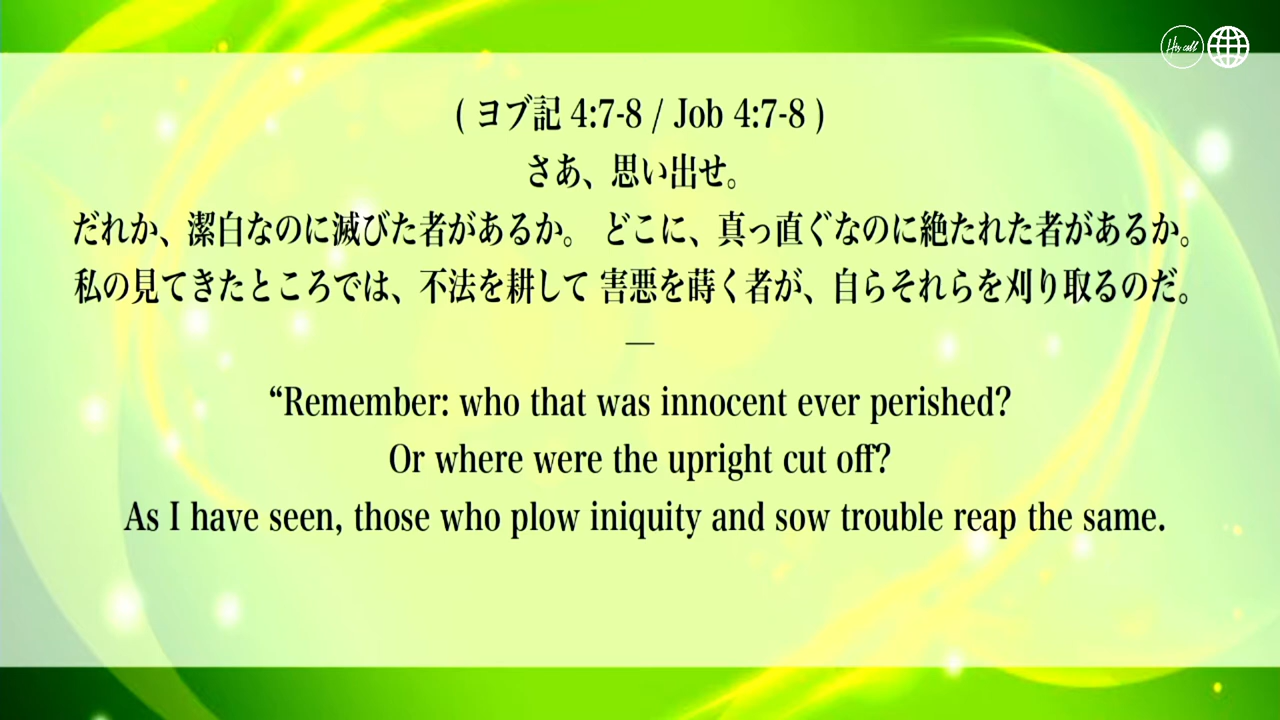 His call
( ヨブ記 4:7-8 / Job 4:7-8 )
さあ、思い出せ。
だれか、潔白なのに滅びた者があるか。 どこに、真っ直ぐなのに絶たれた者があるか。
私の見てきたところでは、不法を耕して 害悪を蒔く者が、自らそれらを刈り取るのだ。
—
“Remember: who that was innocent ever perished?
Or where were the upright cut off?
As I have seen, those who plow iniquity and sow trouble reap the same.